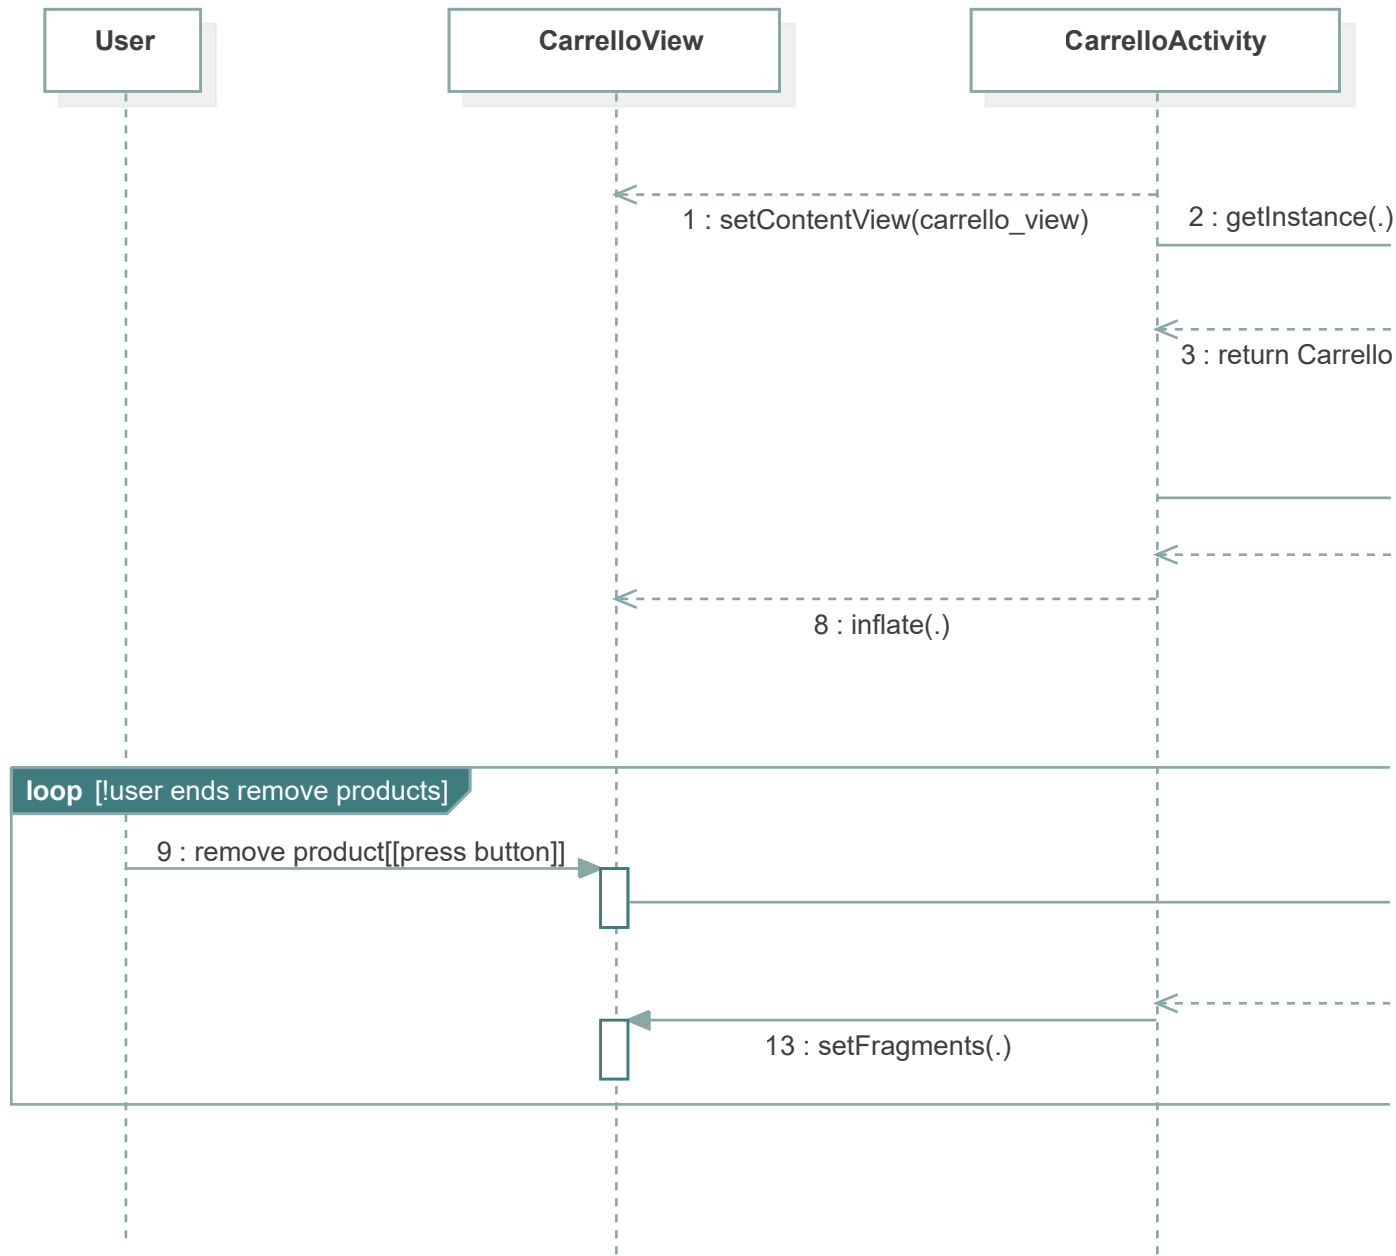 User
CarrelloView
CarrelloActivity
1 : setContentView(carrello_view)
2 : getInstance(.)
3 : return Carrello
8 : inflate(.)
loop [!user ends remove products]
9 : remove product[[press button]]
13 : setFragments(.)